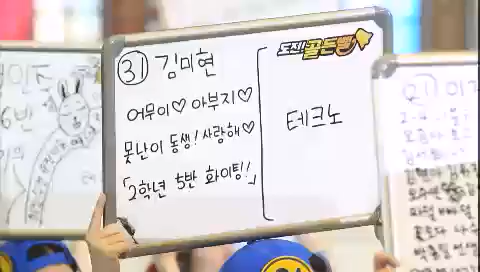 31 김미현
어무이♡ 아부지♡
못난이 동생! 사랑해♡
「2학년 5반 화이팅!」
도전! 골든벨
테크노
21